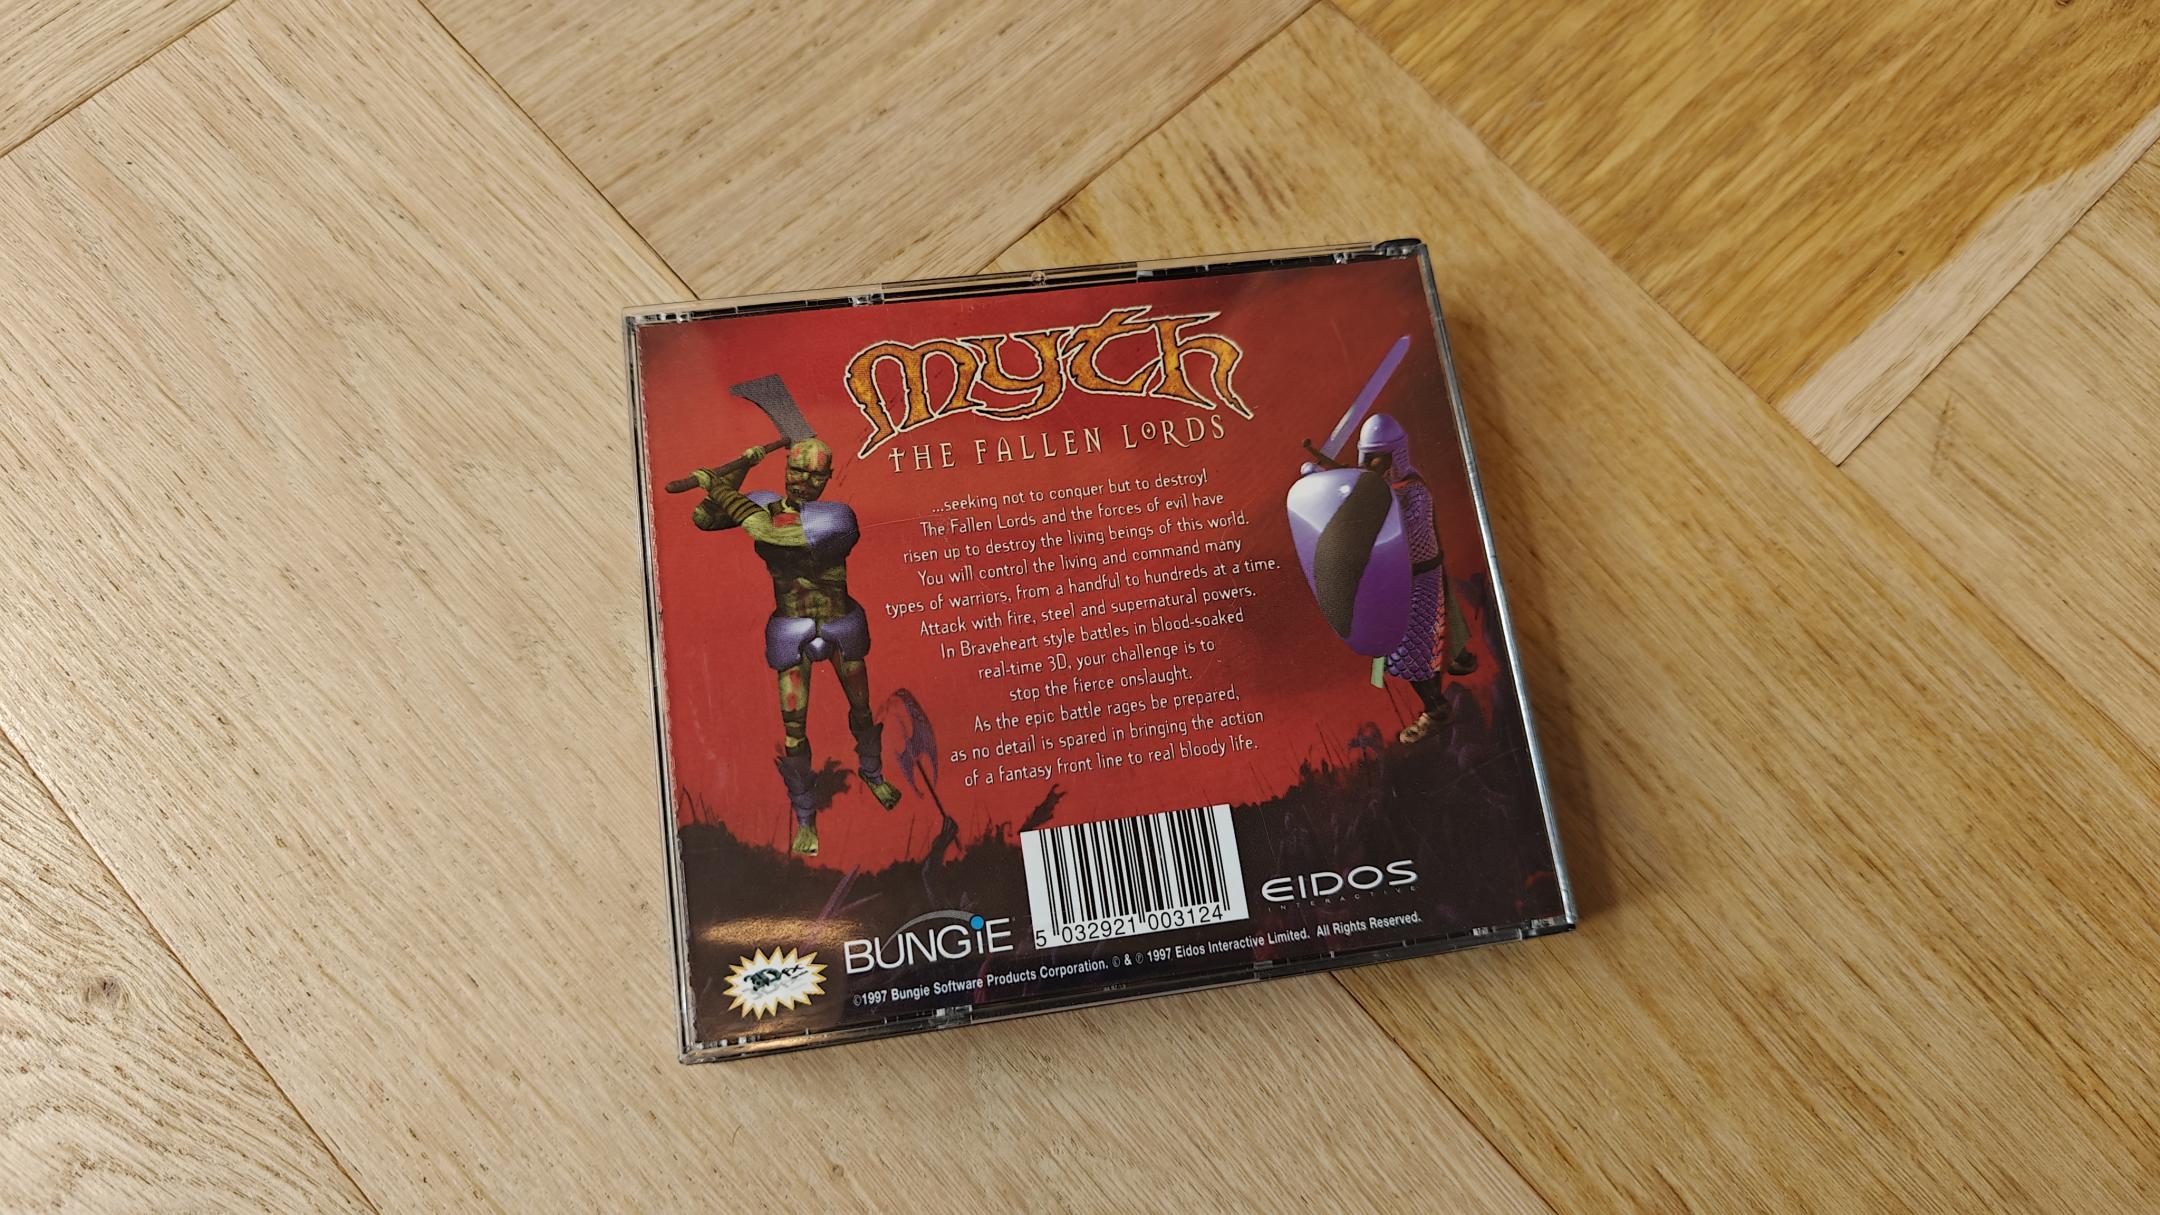 Myth
THE FALLEN LORDS
...seeking not to conquer but to destroy!
The Fallen Lords and the forces of evil have
risen up to destroy the living beings of this world.
You will control the living and command many
types of warriors, from a handful to hundreds at a time.
Attack with fire, steel and supernatural powers.
In Braveheart style battles in blood-soaked
real-time 3D, your challenge is to
stop the fierce onslaught.
As the epic battle rages be prepared,
as no detail is spared in bringing the action
of a fantasy front line to real bloody life.
BUNGiE
5 032921 003124
EIDOS
INTERACTIVE
©1997 Bungie Software Products Corporation. © & ℗ 1997 Eidos Interactive Limited. All Rights Reserved.